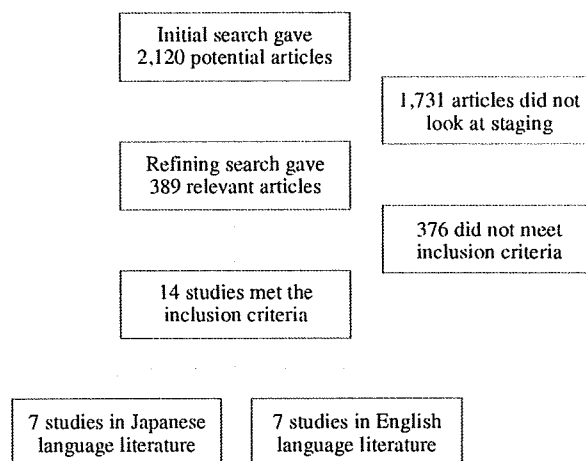 Initial search gave
2,120 potential articles
1,731 articles did not
look at staging
Refining search gave
389 relevant articles
376 did not meet
inclusion criteria
14 studies met the
inclusion criteria
7 studies in Japanese
language literature
7 studies in English
language literature